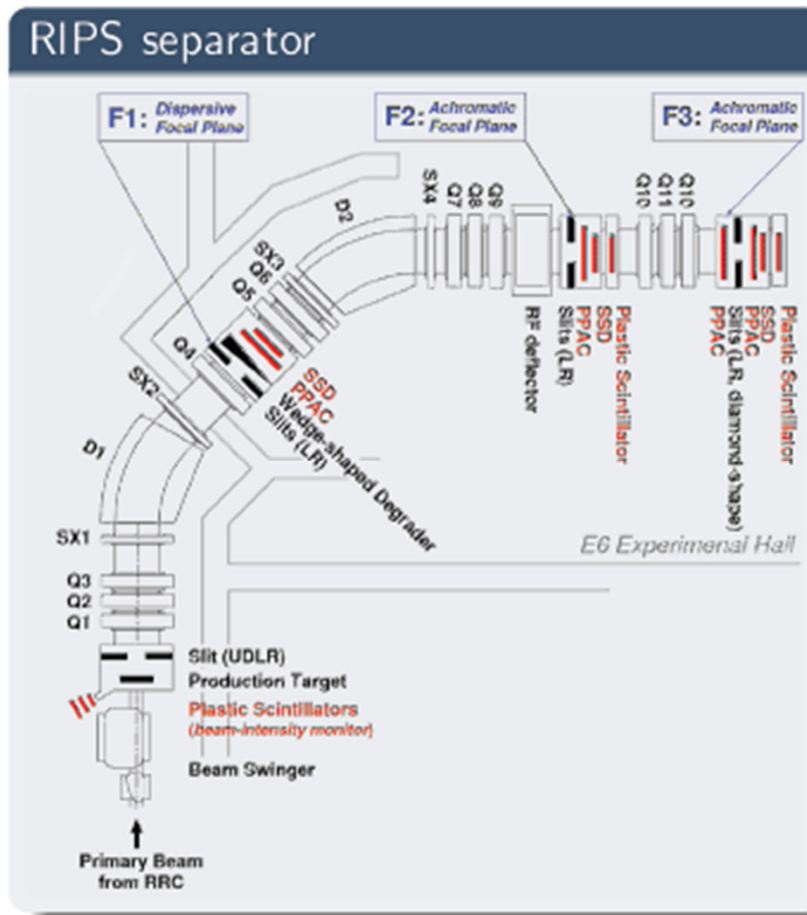 RIPS separator
F1: Dispersive
Focal Plane
F2: Achromatic
Focal Plane
F3: Achromatic
Focal Plane
SX4
Q7
Q8
Q9
Q10
Q11
Q10
D2
SX3
Q6
Q5
Q4
SX2
D1
RF deflector
Slits (LR)
PPAC
SSD
Plastic Scintillator
PPAC
Slits (LR, diamond-shape)
PPAC
SSD
Plastic Scintillator
SSD
PPAC
Wedge-shaped Degrader
Slits (LR)
E6 Experimenal Hall
SX1
Q3
Q2
Q1
Slit (UDLR)
Production Target
Plastic Scintillators
(beam-intensity monitor)
Beam Swinger
Primary Beam
from RRC